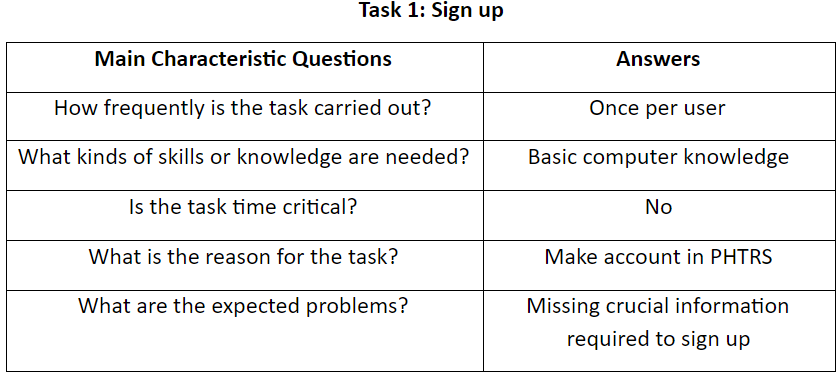 Task 1: Sign up
Main Characteristic Questions
Answers
How frequently is the task carried out?
Once per user
What kinds of skills or knowledge are needed?
Basic computer knowledge
Is the task time critical?
No
What is the reason for the task?
Make account in PHTRS
What are the expected problems?
Missing crucial information
required to sign up